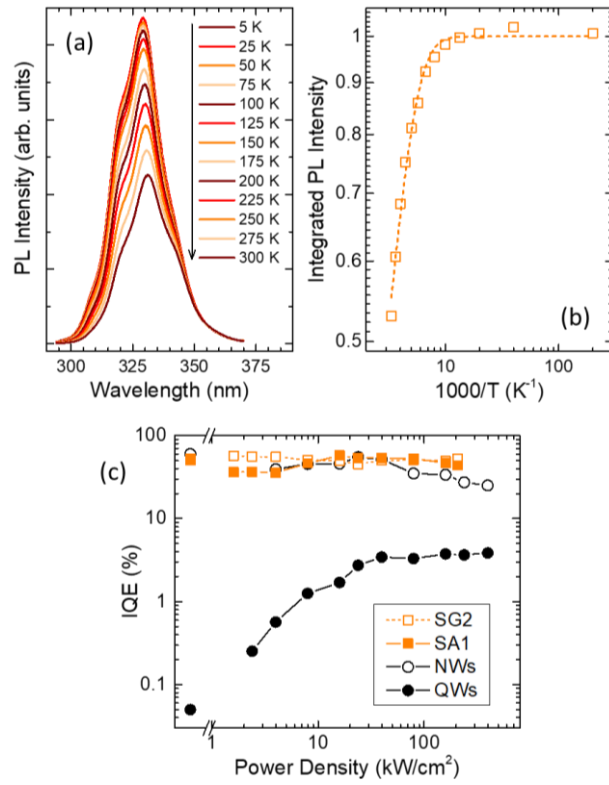 (a)
5 K
25 K
50 K
75 K
100 K
125 K
150 K
175 K
200 K
225 K
250 K
275 K
300 K
PL Intensity (arb. units)
300 325 350 375
Wavelength (nm)
1
0.9
0.8
0.7
0.6
0.5
Integrated PL Intensity
(b)
10 100
1000/T (K⁻¹)
(c)
100
10
1
0.1
IQE (%)
SG2
SA1
NWs
QWs
1 10 100
Power Density (kW/cm²)